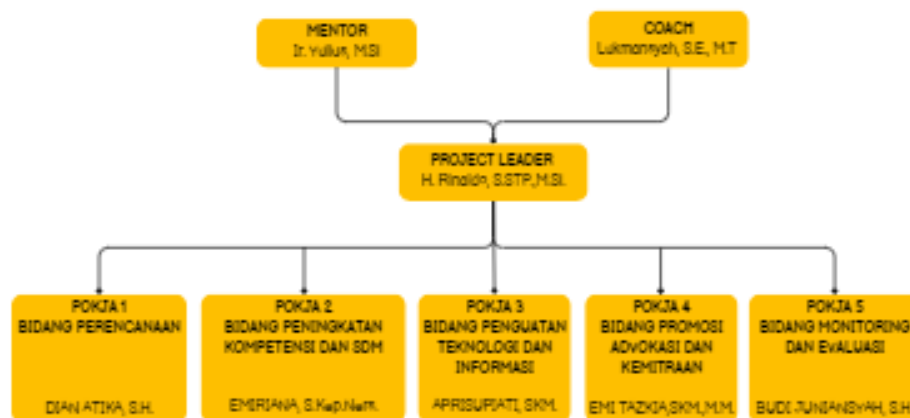 MENTOR
Ir. Yuliun, M.Si
COACH
Lukmansyah, S.E., M.T
PROJECT LEADER
H. Rinaldo, S.STP.,M.Si.
POKJA 1
BIDANG PERENCANAAN
DIAN ATIKA, S.H.
POKJA 2
BIDANG PENINGKATAN
KOMPETENSI DAN SDM
EMIRIANA, S.Kep.Ners.
POKJA 3
BIDANG PENGUATAN
TEKNOLOGI DAN
INFORMASI
APRISUPIATI, SKM.
POKJA 4
BIDANG PROMOSI
ADVOKASI DAN
KEMITRAAN
EMI TAZKIA,SKM.,M.M.
POKJA 5
BIDANG MONITORING
DAN EVALUASI
BUDI JUNIANSYAH, S.H